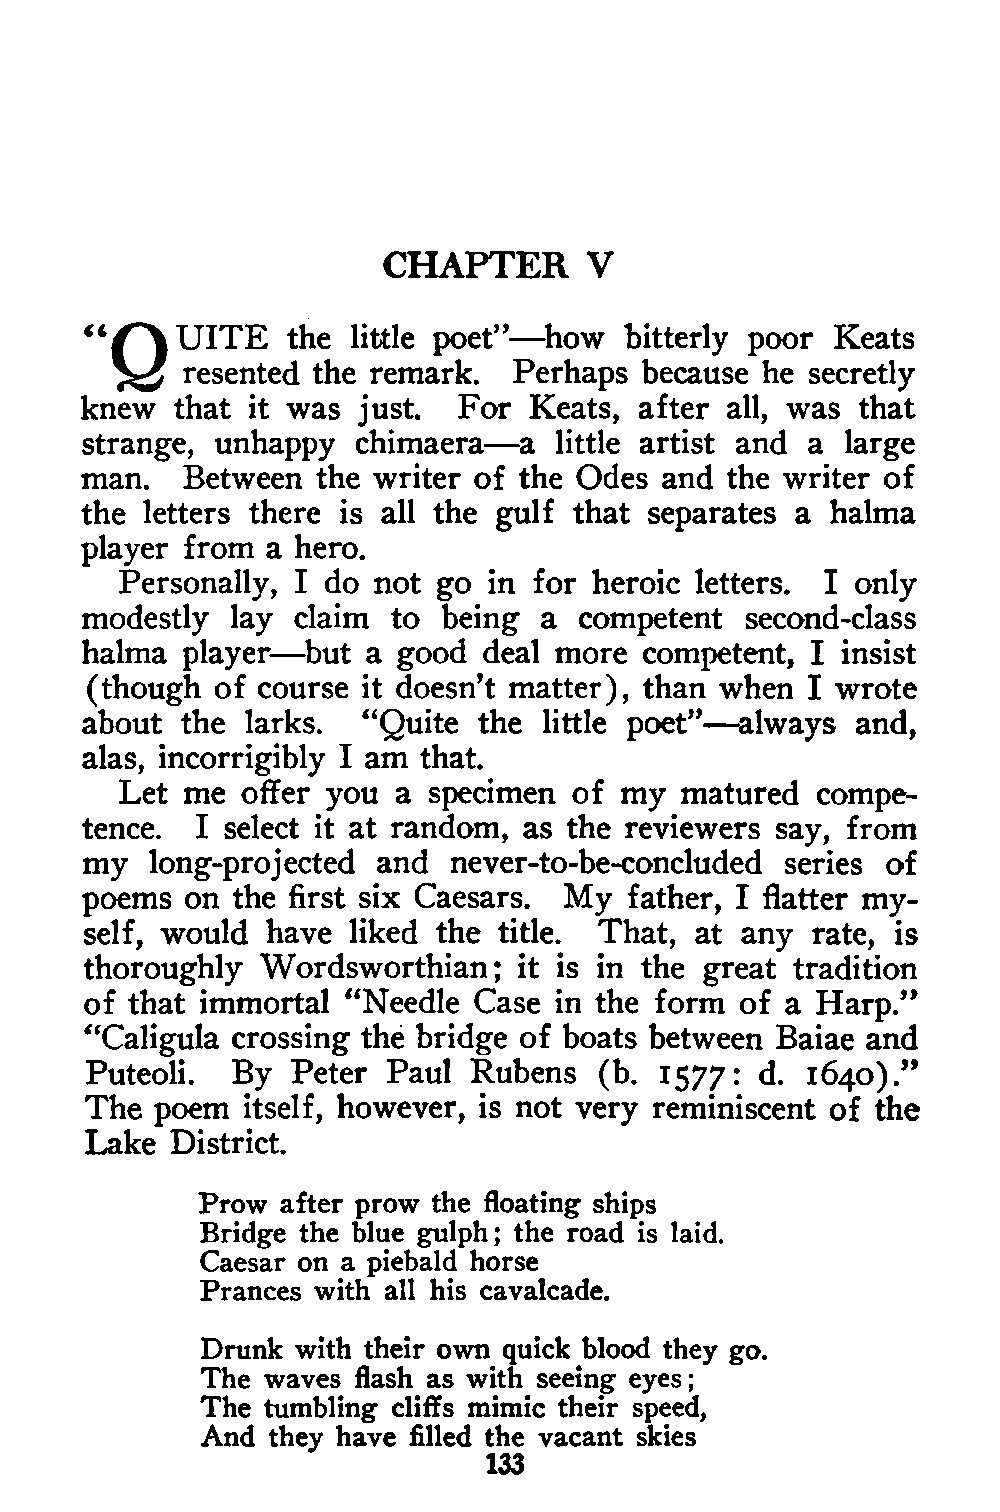 CHAPTER V
“QUITE the little poet”—how bitterly poor Keats
resented the remark. Perhaps because he secretly
knew that it was just. For Keats, after all, was that
strange, unhappy chimaera—a little artist and a large
man. Between the writer of the Odes and the writer of
the letters there is all the gulf that separates a halma
player from a hero.
Personally, I do not go in for heroic letters. I only
modestly lay claim to being a competent second-class
halma player—but a good deal more competent, I insist
(though of course it doesn’t matter), than when I wrote
about the larks. “Quite the little poet”—always and,
alas, incorrigibly I am that.
Let me offer you a specimen of my matured compe-
tence. I select it at random, as the reviewers say, from
my long-projected and never-to-be-concluded series of
poems on the first six Caesars. My father, I flatter my-
self, would have liked the title. That, at any rate, is
thoroughly Wordsworthian; it is in the great tradition
of that immortal “Needle Case in the form of a Harp.”
“Caligula crossing the bridge of boats between Baiae and
Puteoli. By Peter Paul Rubens (b. 1577: d. 1640).”
The poem itself, however, is not very reminiscent of the
Lake District.
Prow after prow the floating ships
Bridge the blue gulph; the road is laid.
Caesar on a piebald horse
Prances with all his cavalcade.
Drunk with their own quick blood they go.
The waves flash as with seeing eyes;
The tumbling cliffs mimic their speed,
And they have filled the vacant skies
133